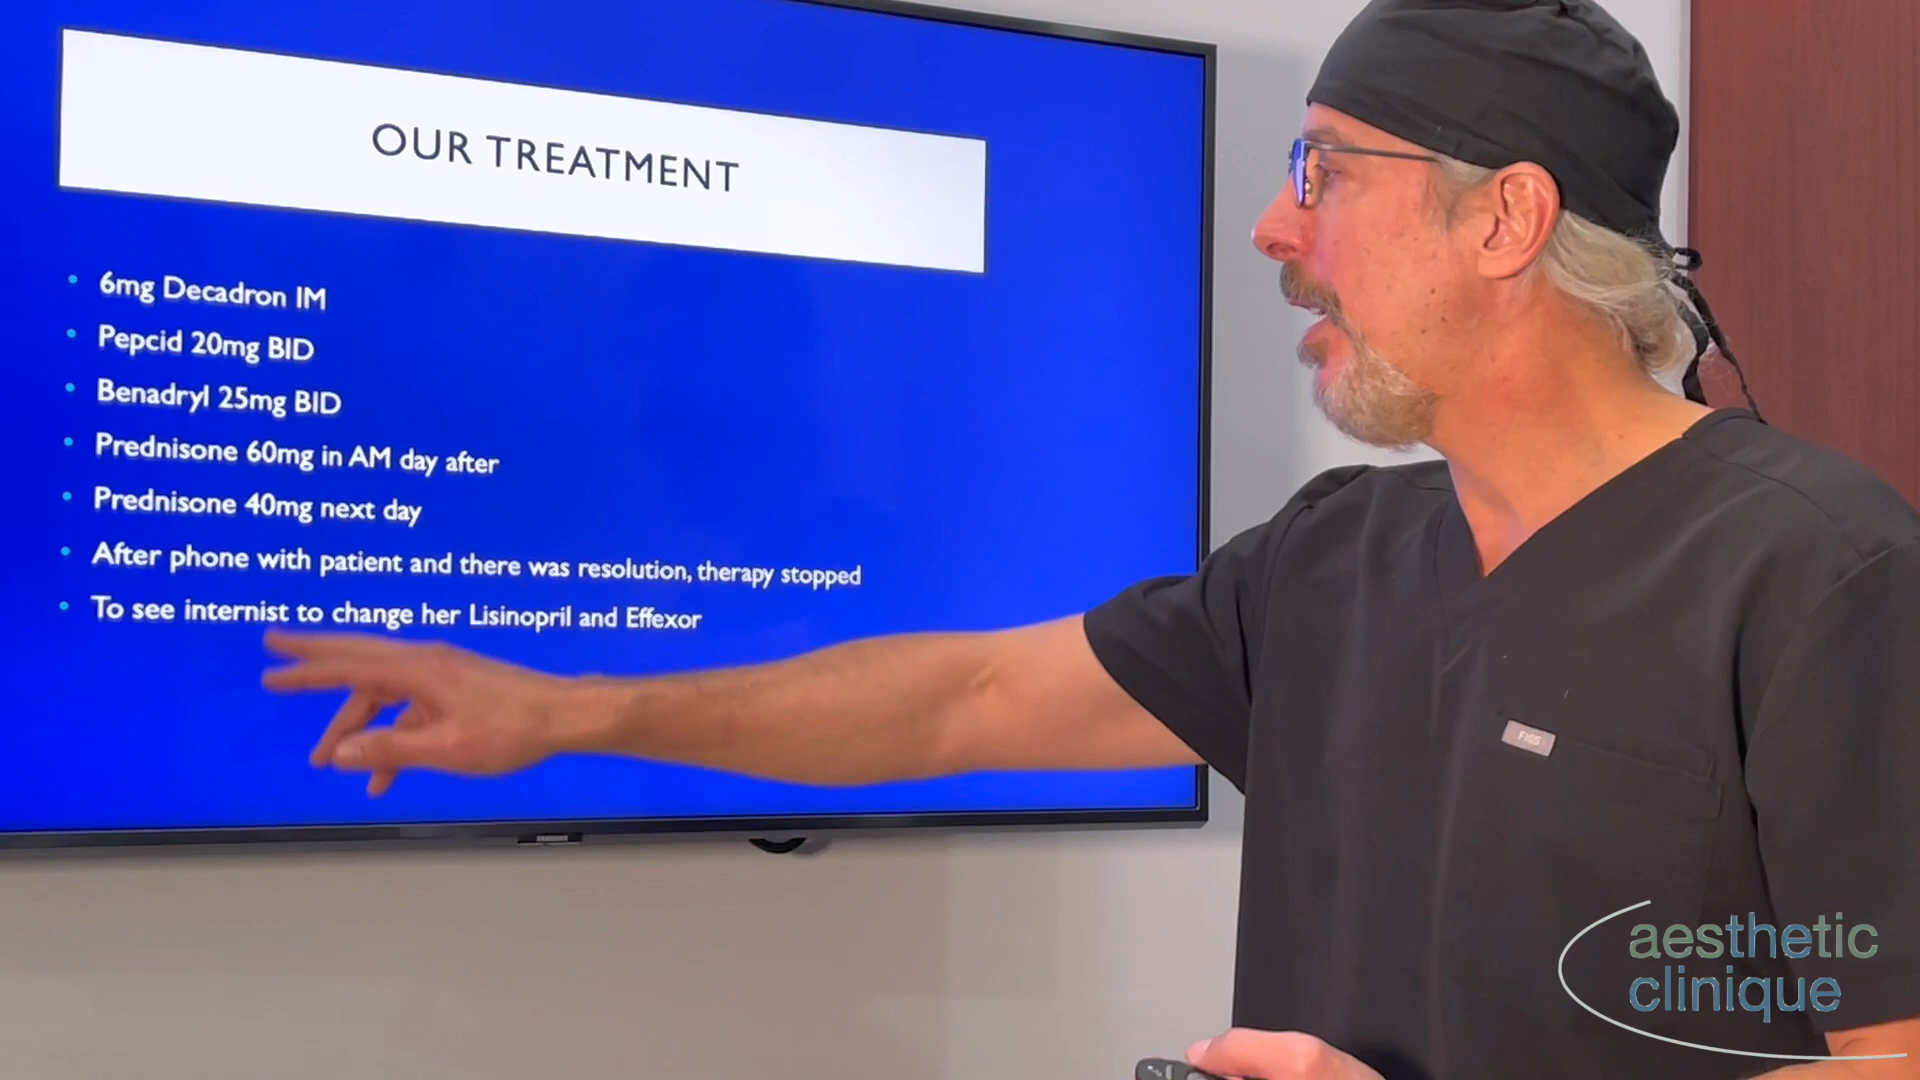 OUR TREATMENT
• 6mg Decadron IM
• Pepcid 20mg BID
• Benadryl 25mg BID
• Prednisone 60mg in AM day after
• Prednisone 40mg next day
• After phone with patient and there was resolution, therapy stopped
• To see internist to change her Lisinopril and Effexor
SAMSUNG
FIGS
aesthetic
clinique